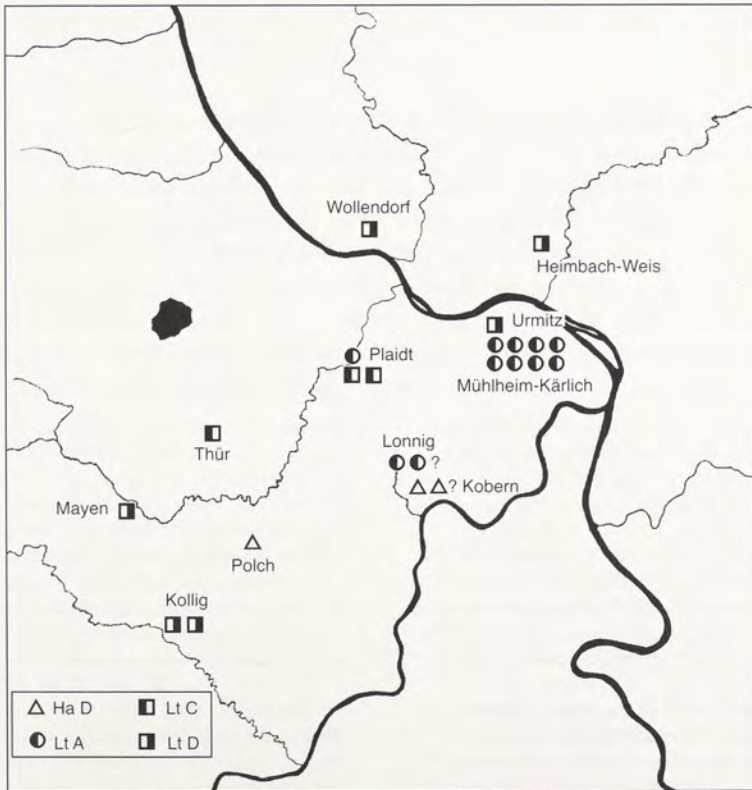 Wollendorf
Heimbach-Weis
Urmitz
Plaidt
Mühlheim-Kärlich
Lonnig
?
Thür
? Kobern
Mayen
Polch
Kollig
Ha D
Lt C
Lt A
Lt D